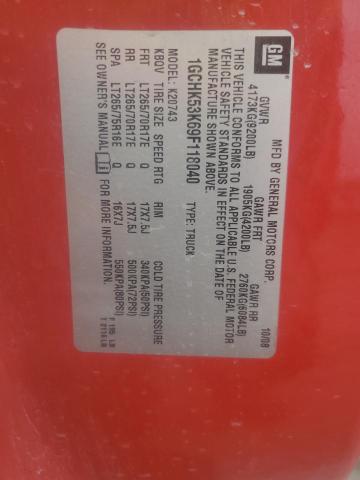 GM
MFD BY GENERAL MOTORS CORP.
10/08
GVWR GAWR FRT GAWR RR
4173KG(9200LB) 1905KG(4200LB) 2760KG(6084LB)
THIS VEHICLE CONFORMS TO ALL APPLICABLE U.S. FEDERAL MOTOR
VEHICLE SAFETY STANDARDS IN EFFECT ON THE DATE OF
MANUFACTURE SHOWN ABOVE.
1GCHK53K69F118040 TYPE: TRUCK
MODEL: K20743
KBQV TIRE SIZE SPEED RTG RIM COLD TIRE PRESSURE
FRT LT265/70R17E Q 17X7.5J 340KPA(50PSI)
RR LT265/70R17E Q 17X7.5J 500KPA(72PSI)
SPA LT265/75R16E Q 16X7J 550KPA(80PSI)
SEE OWNER'S MANUAL FOR MORE INFORMATION.